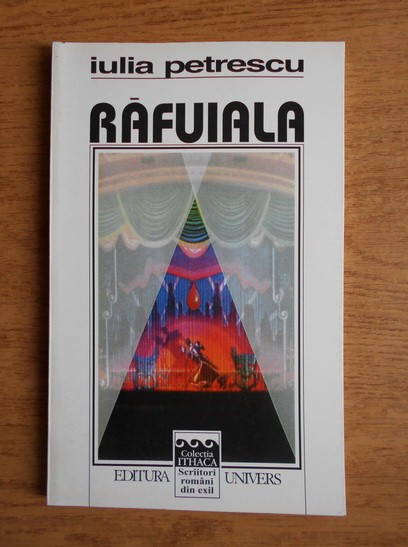 iulia petrescu
RĂFUIALA
Colecția
ITHACA
Scriitori
români
din exil
EDITURA UNIVERS